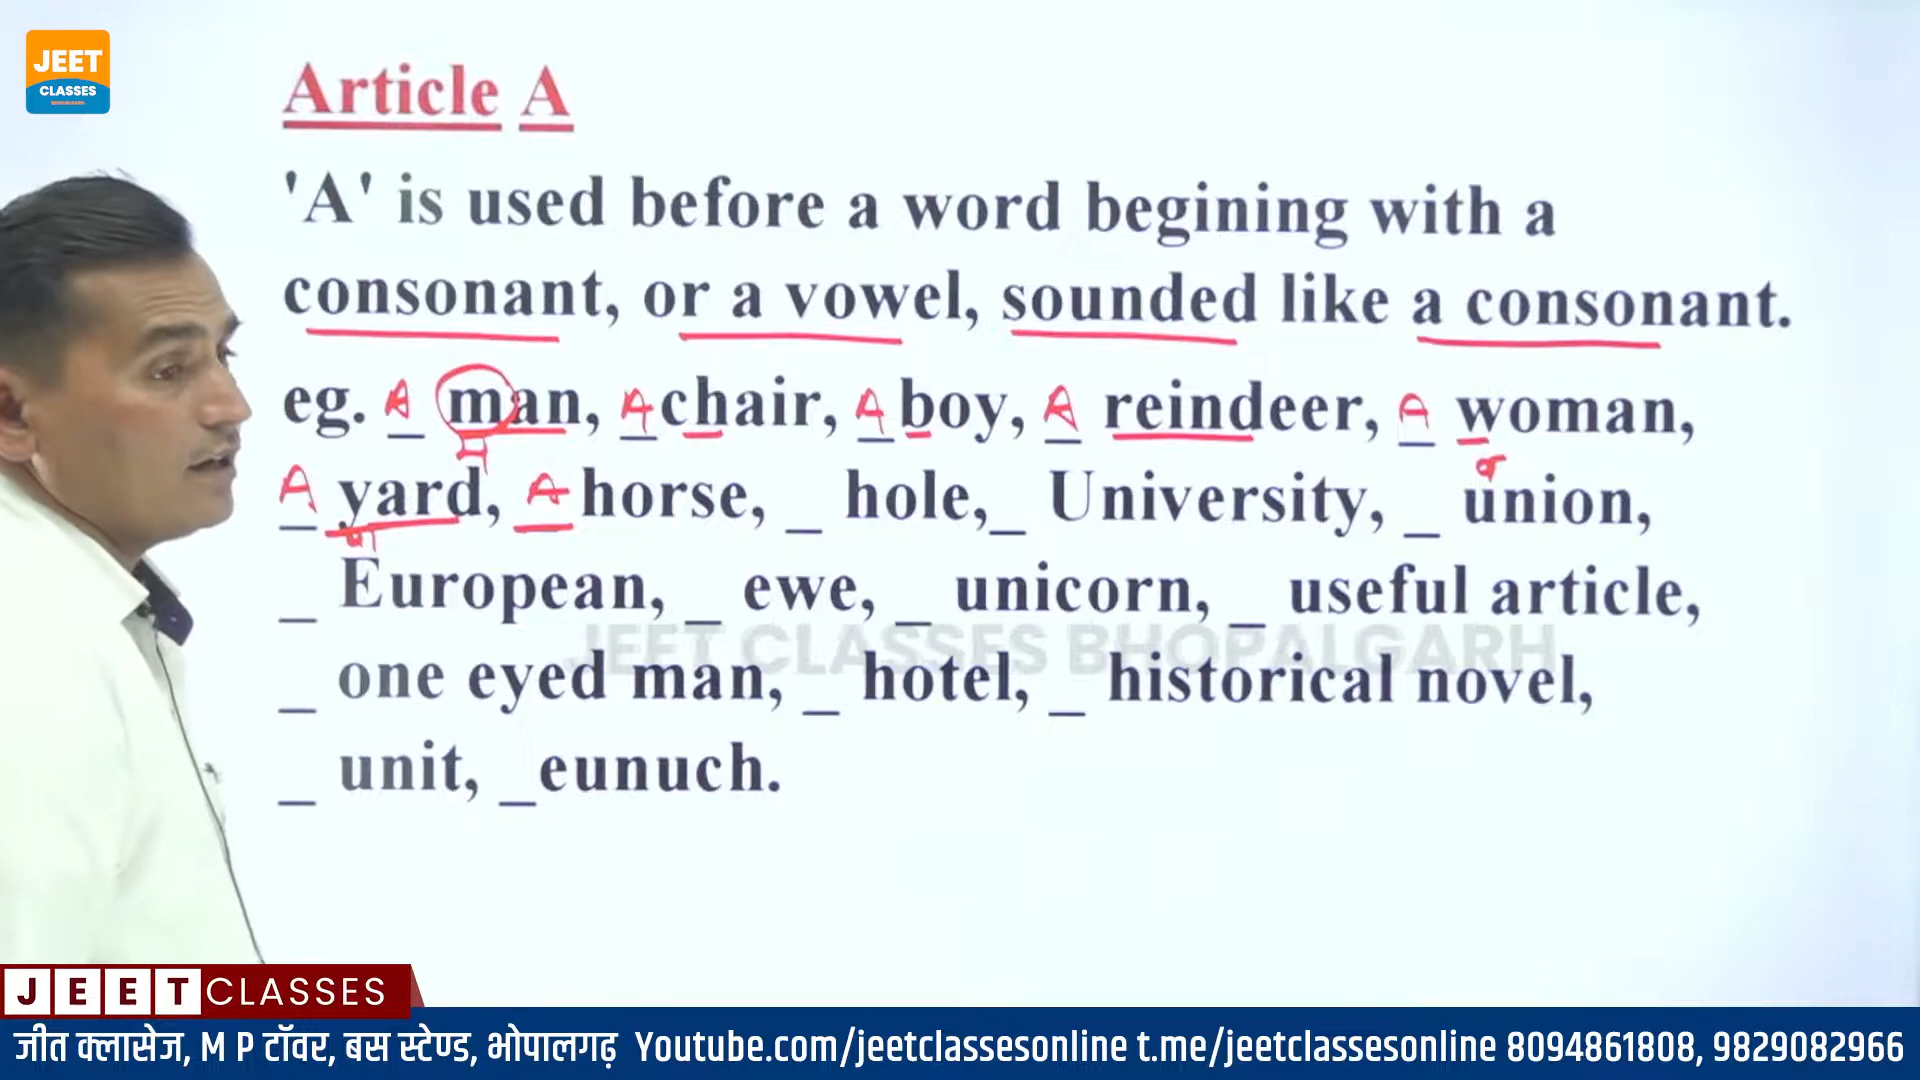 JEET
CLASSES
Article A
'A' is used before a word begining with a
consonant, or a vowel, sounded like a consonant.
eg. A man, A chair, A boy, A reindeer, A woman,
म
व
A yard, A horse, _ hole,_ University, _ union,
या
_ European, _ ewe, _ unicorn, _ useful article,
JEET CLASSES BHOPALGARH
_ one eyed man, _ hotel, _ historical novel,
_ unit, _eunuch.
JEET CLASSES
जीत क्लासेज, M P टॉवर, बस स्टेण्ड, भोपालगढ़ Youtube.com/jeetclassesonline t.me/jeetclassesonline 8094861808, 9829082966